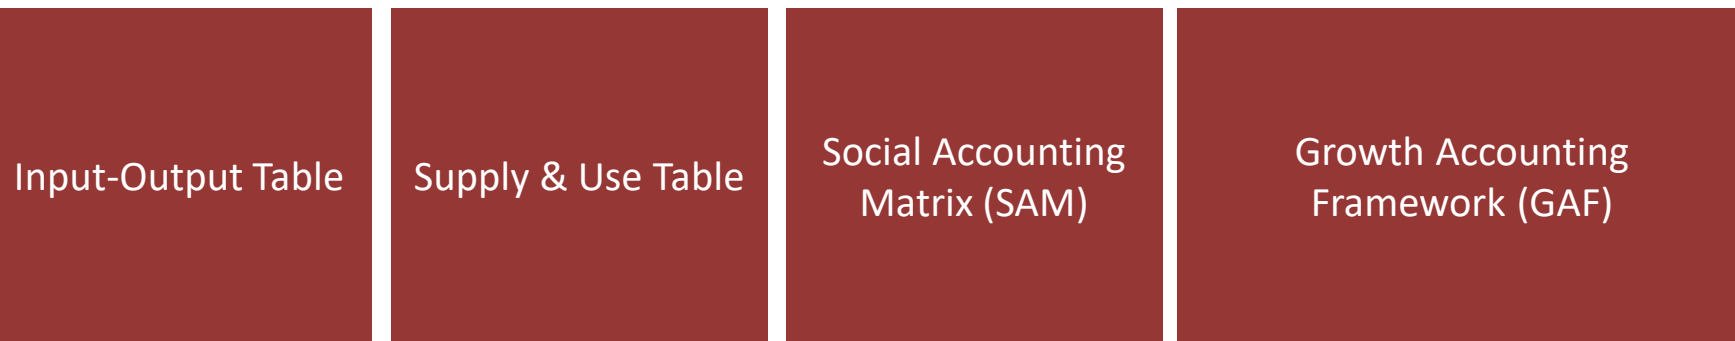 Input-Output Table
Supply & Use Table
Social Accounting
Matrix (SAM)
Growth Accounting
Framework (GAF)